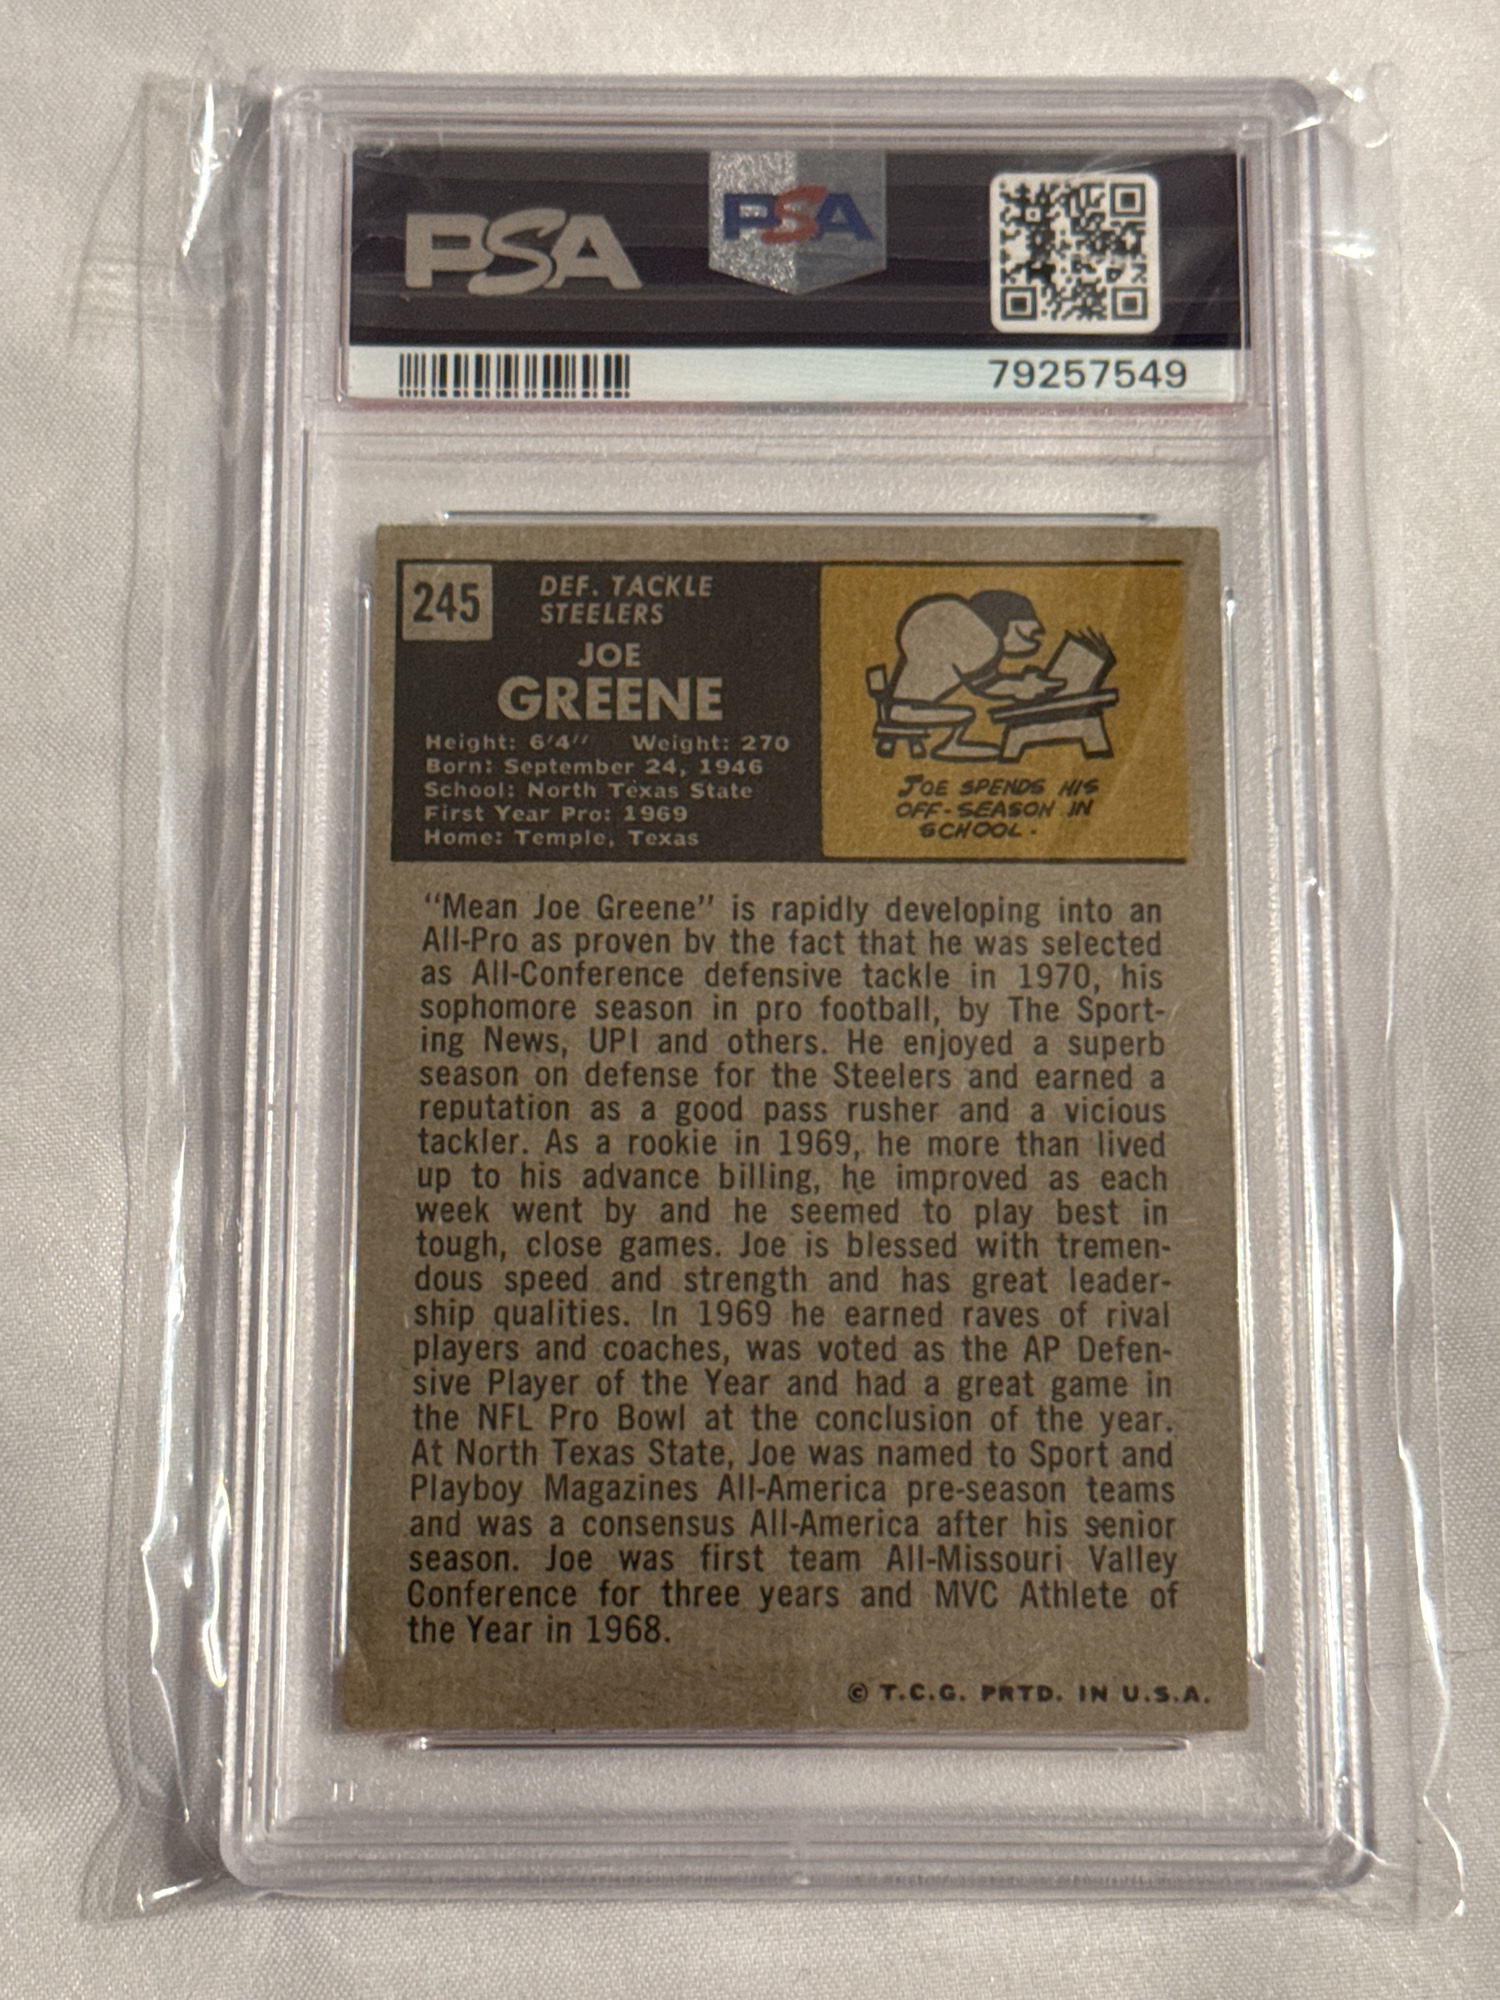 PSA
PSA
79257549
245
DEF. TACKLE
STEELERS
JOE
GREENE
Height: 6'4'' Weight: 270
Born: September 24, 1946
School: North Texas State
First Year Pro: 1969
Home: Temple, Texas
JOE SPENDS HIS
OFF-SEASON IN
SCHOOL.
"Mean Joe Greene" is rapidly developing into an
All-Pro as proven by the fact that he was selected
as All-Conference defensive tackle in 1970, his
sophomore season in pro football, by The Sport-
ing News, UPI and others. He enjoyed a superb
season on defense for the Steelers and earned a
reputation as a good pass rusher and a vicious
tackler. As a rookie in 1969, he more than lived
up to his advance billing, he improved as each
week went by and he seemed to play best in
tough, close games. Joe is blessed with tremen-
dous speed and strength and has great leader-
ship qualities. In 1969 he earned raves of rival
players and coaches, was voted as the AP Defen-
sive Player of the Year and had a great game in
the NFL Pro Bowl at the conclusion of the year.
At North Texas State, Joe was named to Sport and
Playboy Magazines All-America pre-season teams
and was a consensus All-America after his senior
season. Joe was first team All-Missouri Valley
Conference for three years and MVC Athlete of
the Year in 1968.
© T.C.G. PRTD. IN U.S.A.